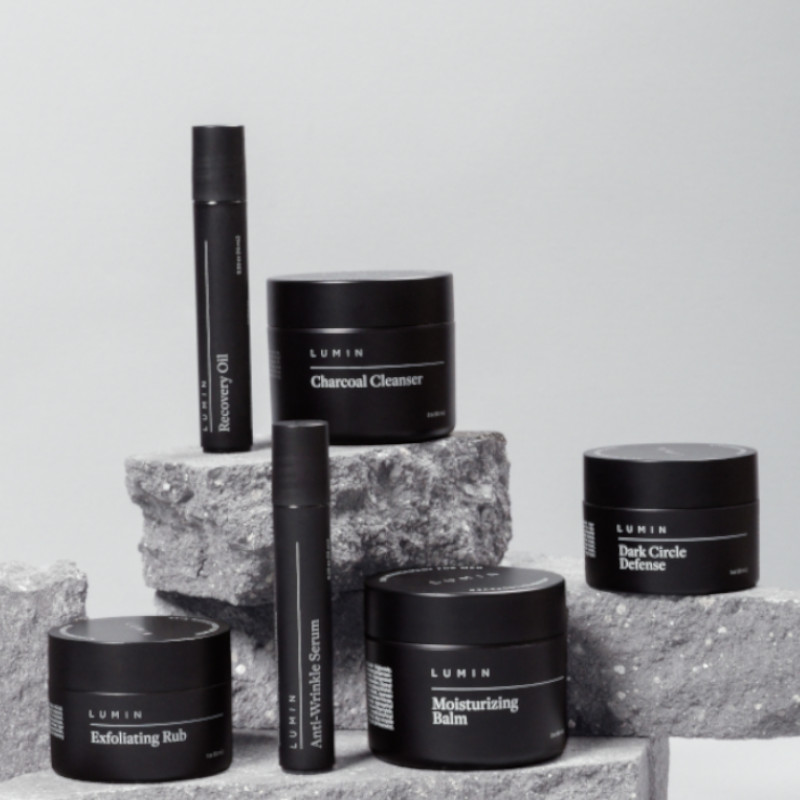 LUMIN
Recovery Oil
LUMIN
Charcoal Cleanser
LUMIN
Dark Circle
Defense
LUMIN
Anti-Wrinkle Serum
LUMIN
LUMIN
Moisturizing
Balm
LUMIN
Exfoliating Rub